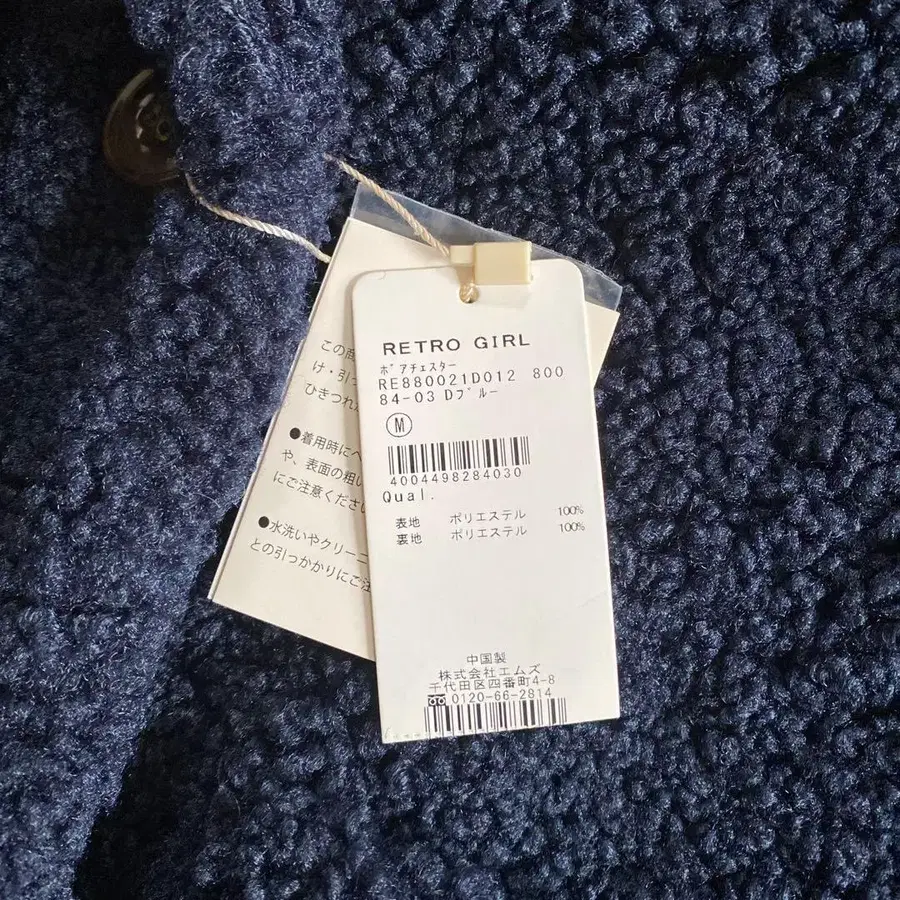 RETRO GIRL
ボアチェスター
RE880021D012 800
84-03 Dブルー
M
4004498284030
Qual.
表地 ポリエステル 100%
裏地 ポリエステル 100%
中国製
株式会社エムズ
千代田区四番町4-8
0120-66-2814
この商
け・引っ
ひきつれ
●着用時にへ
や、表面の粗い
にご注意ください
●水洗いやクリーニ
との引っかかりにご注